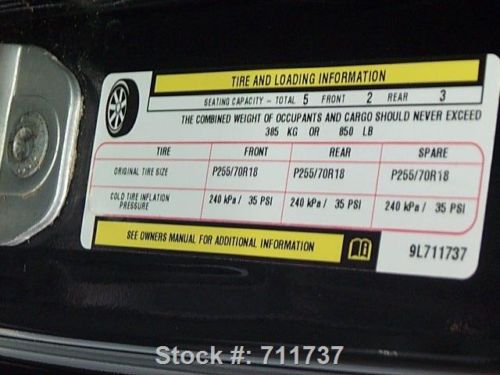 TIRE AND LOADING INFORMATION
SEATING CAPACITY - TOTAL 5 FRONT 2 REAR 3
THE COMBINED WEIGHT OF OCCUPANTS AND CARGO SHOULD NEVER EXCEED
385 KG OR 850 LB
TIRE FRONT REAR SPARE
ORIGINAL TIRE SIZE P255/70R18 P255/70R18 P255/70R18
COLD TIRE INFLATION PRESSURE 240 kPa / 35 PSI 240 kPa / 35 PSI 240 kPa / 35 PSI
SEE OWNERS MANUAL FOR ADDITIONAL INFORMATION
9L711737
Stock #: 711737